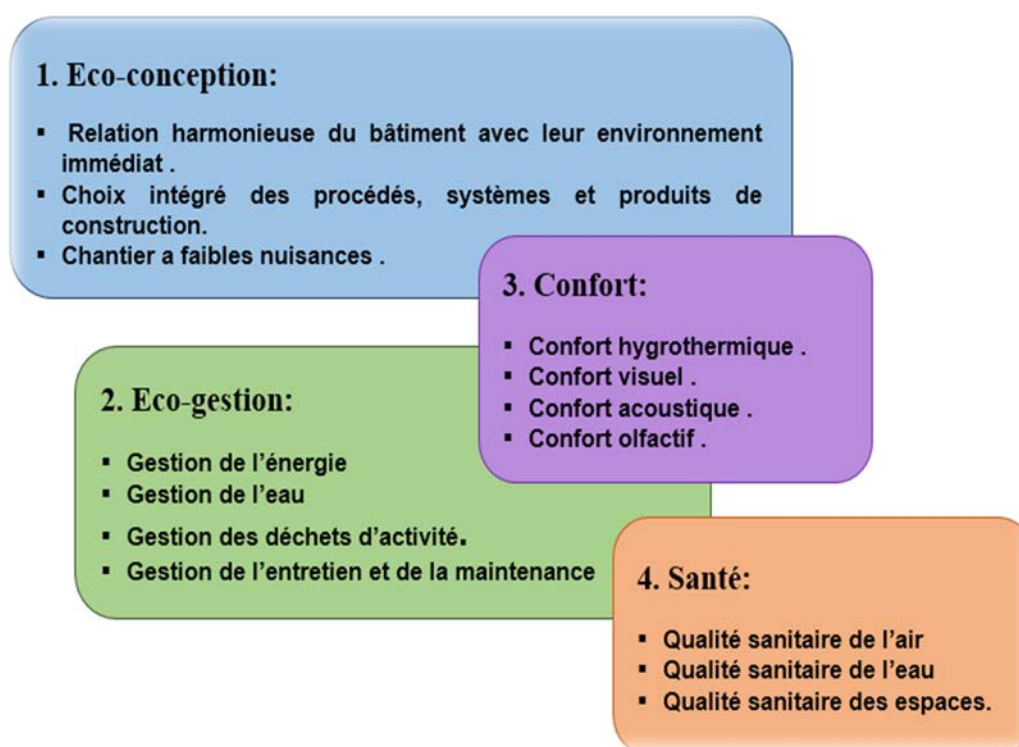 1. Eco-conception:
▪ Relation harmonieuse du bâtiment avec leur environnement
immédiat .
▪ Choix intégré des procédés, systèmes et produits de
construction.
▪ Chantier a faibles nuisances .
2. Eco-gestion:
▪ Gestion de l’énergie
▪ Gestion de l’eau
▪ Gestion des déchets d’activité.
▪ Gestion de l’entretien et de la maintenance
3. Confort:
▪ Confort hygrothermique .
▪ Confort visuel .
▪ Confort acoustique .
▪ Confort olfactif .
4. Santé:
▪ Qualité sanitaire de l’air
▪ Qualité sanitaire de l’eau
▪ Qualité sanitaire des espaces.